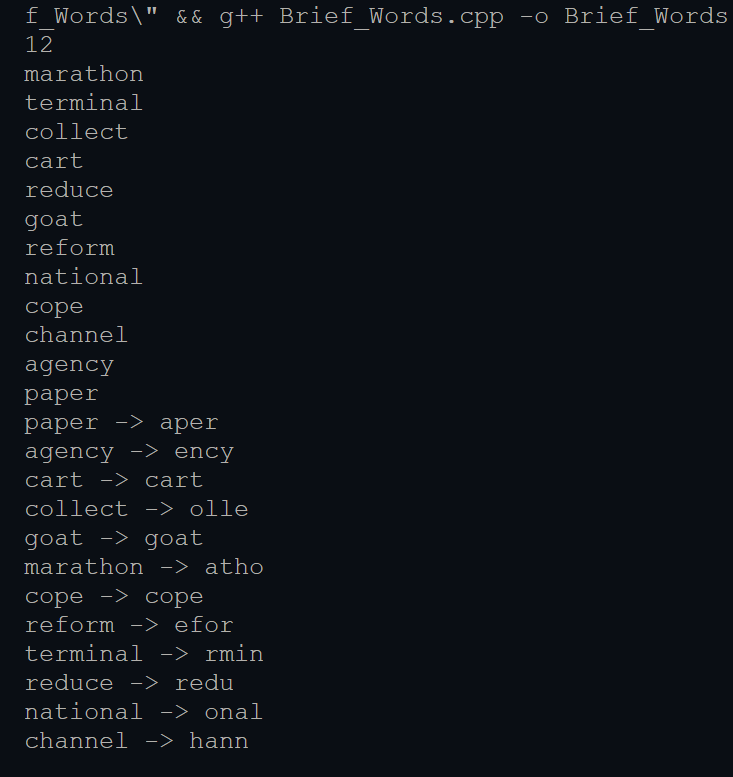 f_Words\" && g++ Brief_Words.cpp -o Brief_Words
12
marathon
terminal
collect
cart
reduce
goat
reform
national
cope
channel
agency
paper
paper -> aper
agency -> ency
cart -> cart
collect -> olle
goat -> goat
marathon -> atho
cope -> cope
reform -> efor
terminal -> rmin
reduce -> redu
national -> onal
channel -> hann